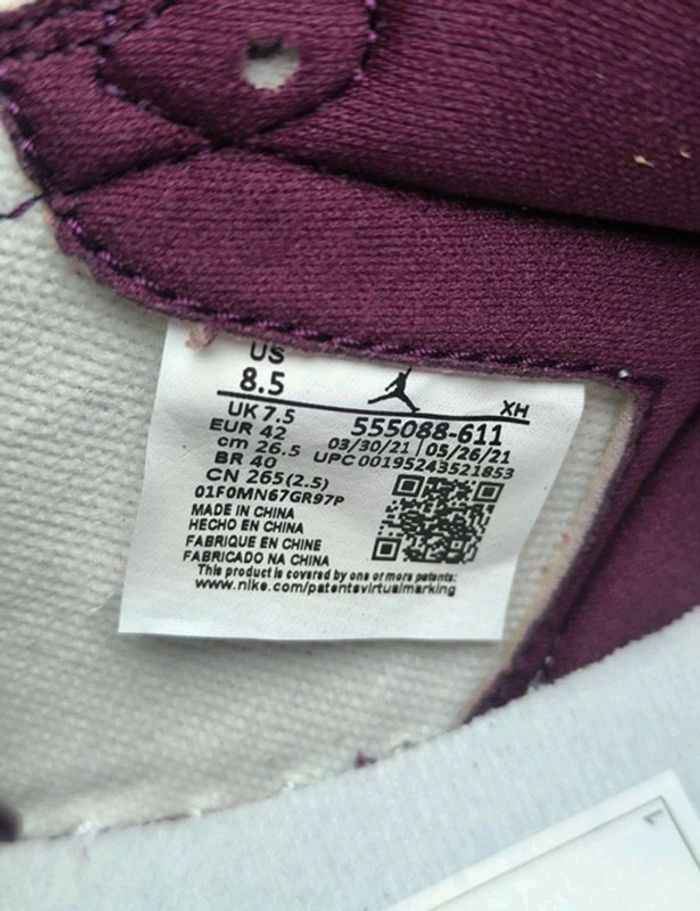 US
8.5
XH
UK 7.5
EUR 42
cm 26.5
BR 40
CN 265(2.5)
555088-611
03/30/21 | 05/26/21
UPC 00195243521853
01F0MN67GR97P
MADE IN CHINA
HECHO EN CHINA
FABRIQUE EN CHINE
FABRICADO NA CHINA
This product is covered by one or more patents:
www.nike.com/patentsvirtualmarking